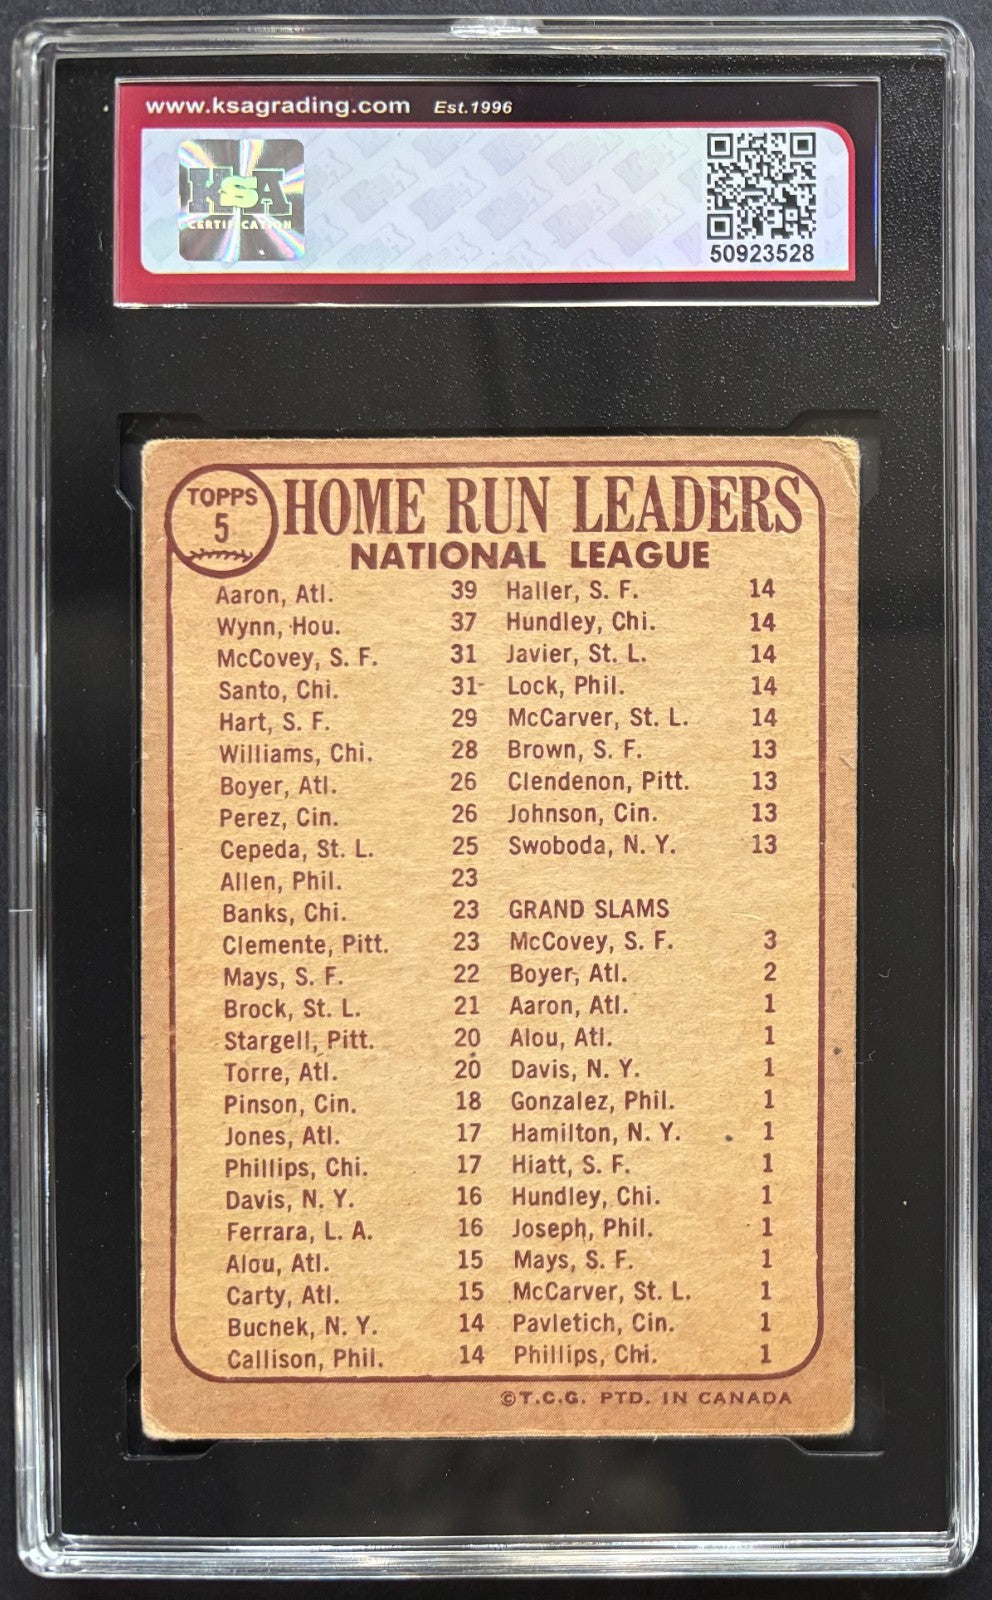 www.ksagrading.com Est.1996
KSA
CERTIFICATION
50923528
TOPPS
5
HOME RUN LEADERS
NATIONAL LEAGUE
Aaron, Atl. 39
Wynn, Hou. 37
McCovey, S. F. 31
Santo, Chi. 31
Hart, S. F. 29
Williams, Chi. 28
Boyer, Atl. 26
Perez, Cin. 26
Cepeda, St. L. 25
Allen, Phil. 23
Banks, Chi. 23
Clemente, Pitt. 23
Mays, S. F. 22
Brock, St. L. 21
Stargell, Pitt. 20
Torre, Atl. 20
Pinson, Cin. 18
Jones, Atl. 17
Phillips, Chi. 17
Davis, N. Y. 16
Ferrara, L. A. 16
Alou, Atl. 15
Carty, Atl. 15
Buchek, N. Y. 14
Callison, Phil. 14
Haller, S. F. 14
Hundley, Chi. 14
Javier, St. L. 14
Lock, Phil. 14
McCarver, St. L. 14
Brown, S. F. 13
Clendenon, Pitt. 13
Johnson, Cin. 13
Swoboda, N. Y. 13
GRAND SLAMS
McCovey, S. F. 3
Boyer, Atl. 2
Aaron, Atl. 1
Alou, Atl. 1
Davis, N. Y. 1
Gonzalez, Phil. 1
Hamilton, N. Y. 1
Hiatt, S. F. 1
Hundley, Chi. 1
Joseph, Phil. 1
Mays, S. F. 1
McCarver, St. L. 1
Pavletich, Cin. 1
Phillips, Chi. 1
©T.C.G. PTD. IN CANADA